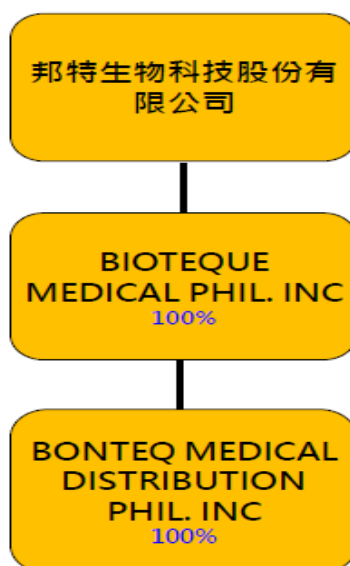 邦特生物科技股份有
限公司
BIOTEQUE
MEDICAL PHIL. INC
100%
BONTEQ MEDICAL
DISTRIBUTION
PHIL. INC
100%